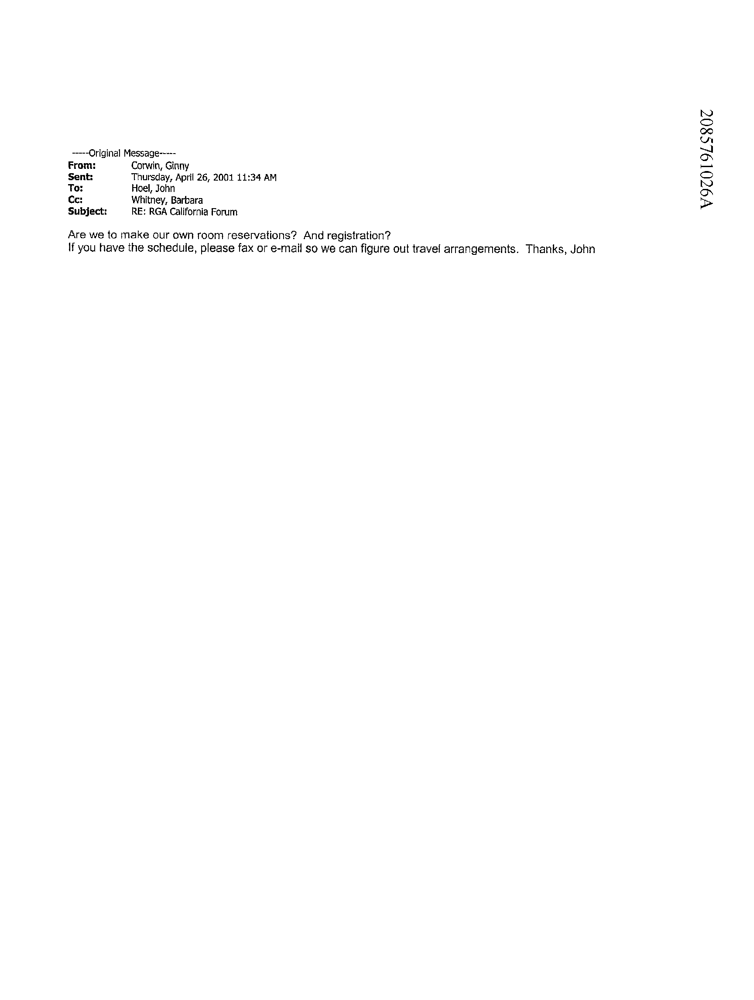 -----Original Message-----
From: Corwin, Ginny
Sent: Thursday, April 26, 2001 11:34 AM
To: Hoel, John
Cc: Whitney, Barbara
Subject: RE: RGA California Forum
Are we to make our own room reservations? And registration?
If you have the schedule, please fax or e-mail so we can figure out travel arrangements. Thanks, John
2085761026A